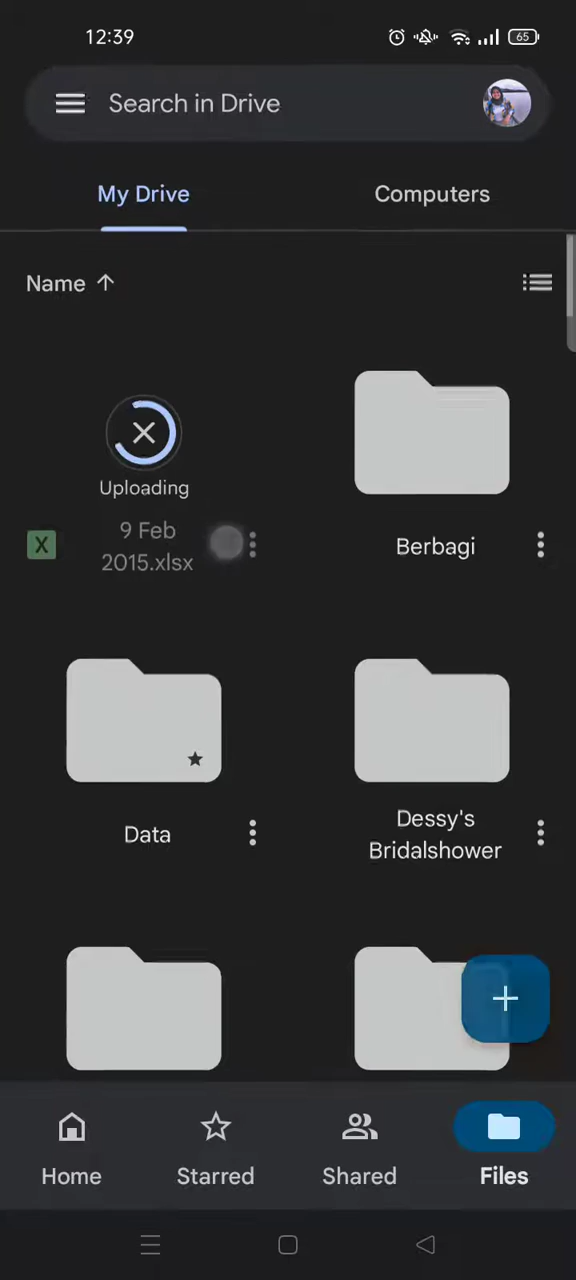 12:39
65
Search in Drive
My Drive
Computers
Name
Uploading
X
9 Feb
2015.xlsx
Berbagi
Data
Dessy's
Bridalshower
Home
Starred
Shared
Files